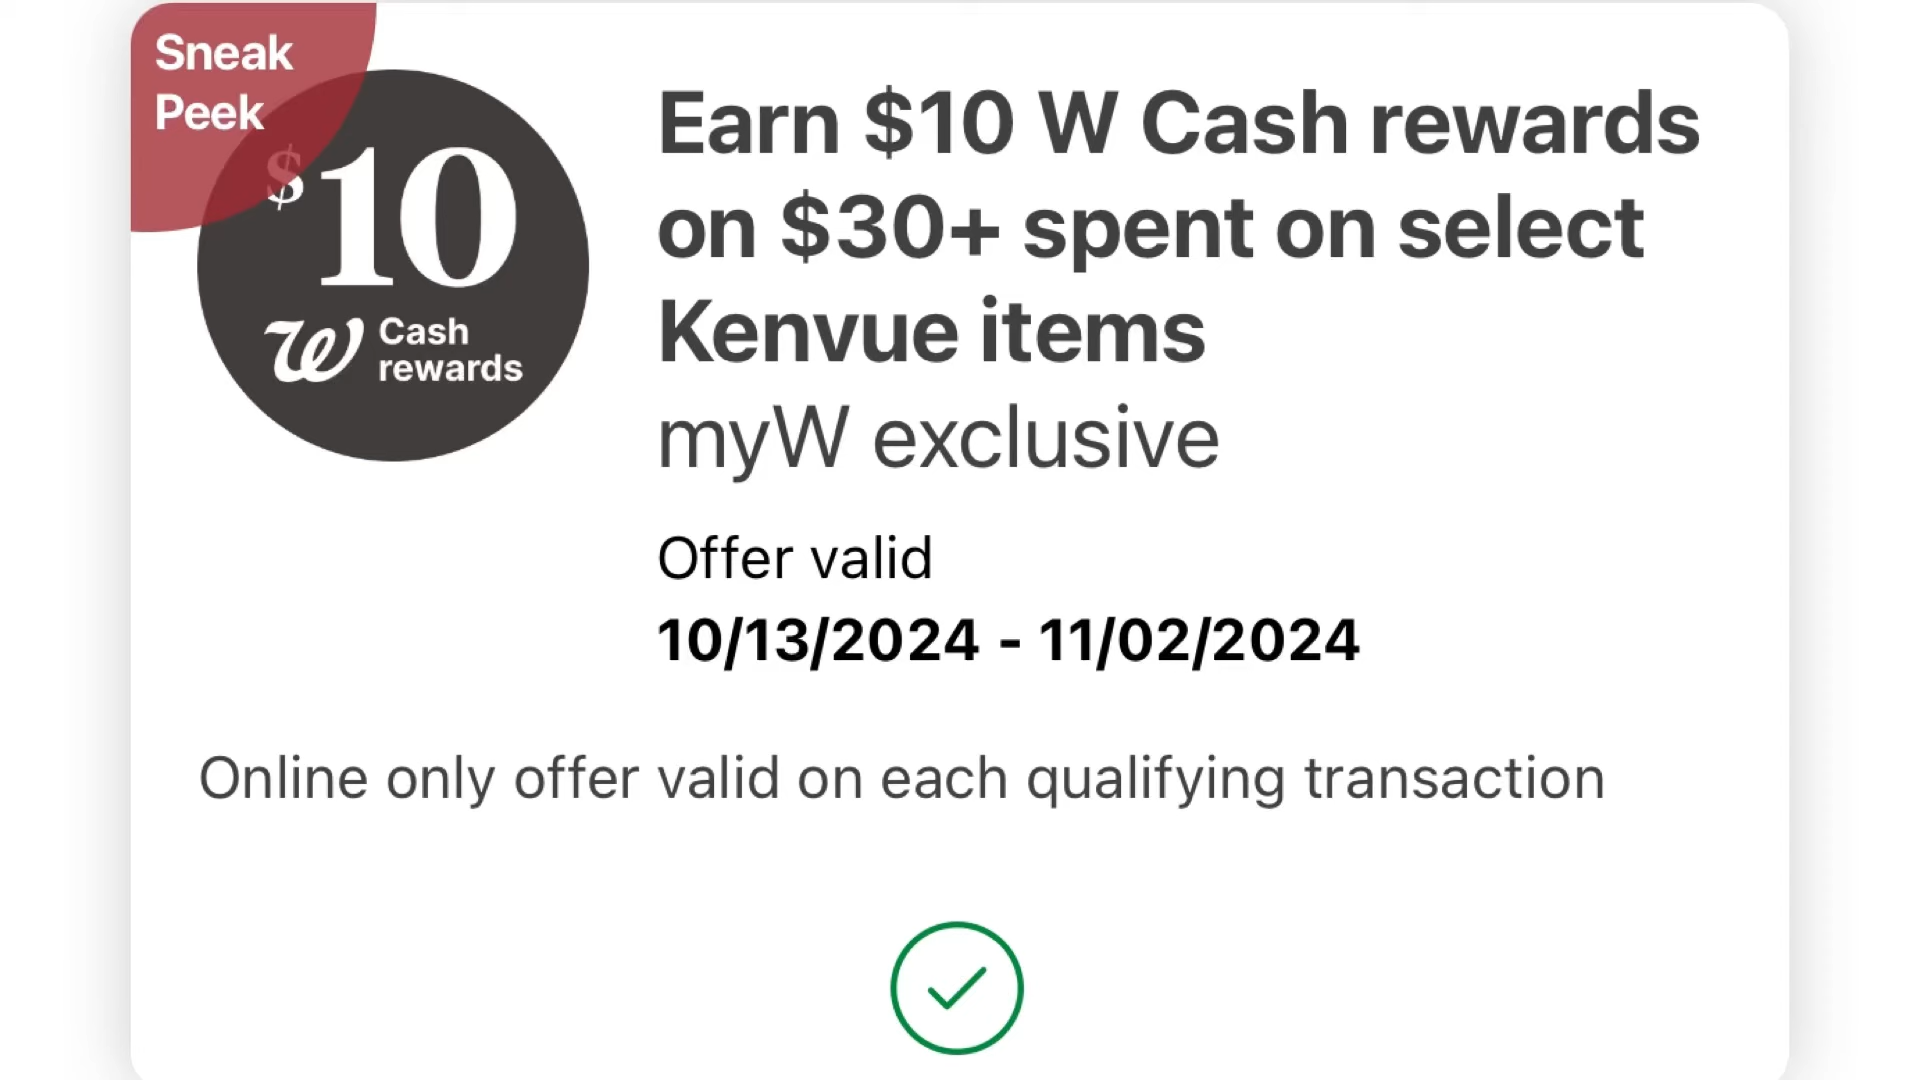 Sneak
Peek
$10
W Cash
rewards
Earn $10 W Cash rewards
on $30+ spent on select
Kenvue items
myW exclusive
Offer valid
10/13/2024 - 11/02/2024
Online only offer valid on each qualifying transaction